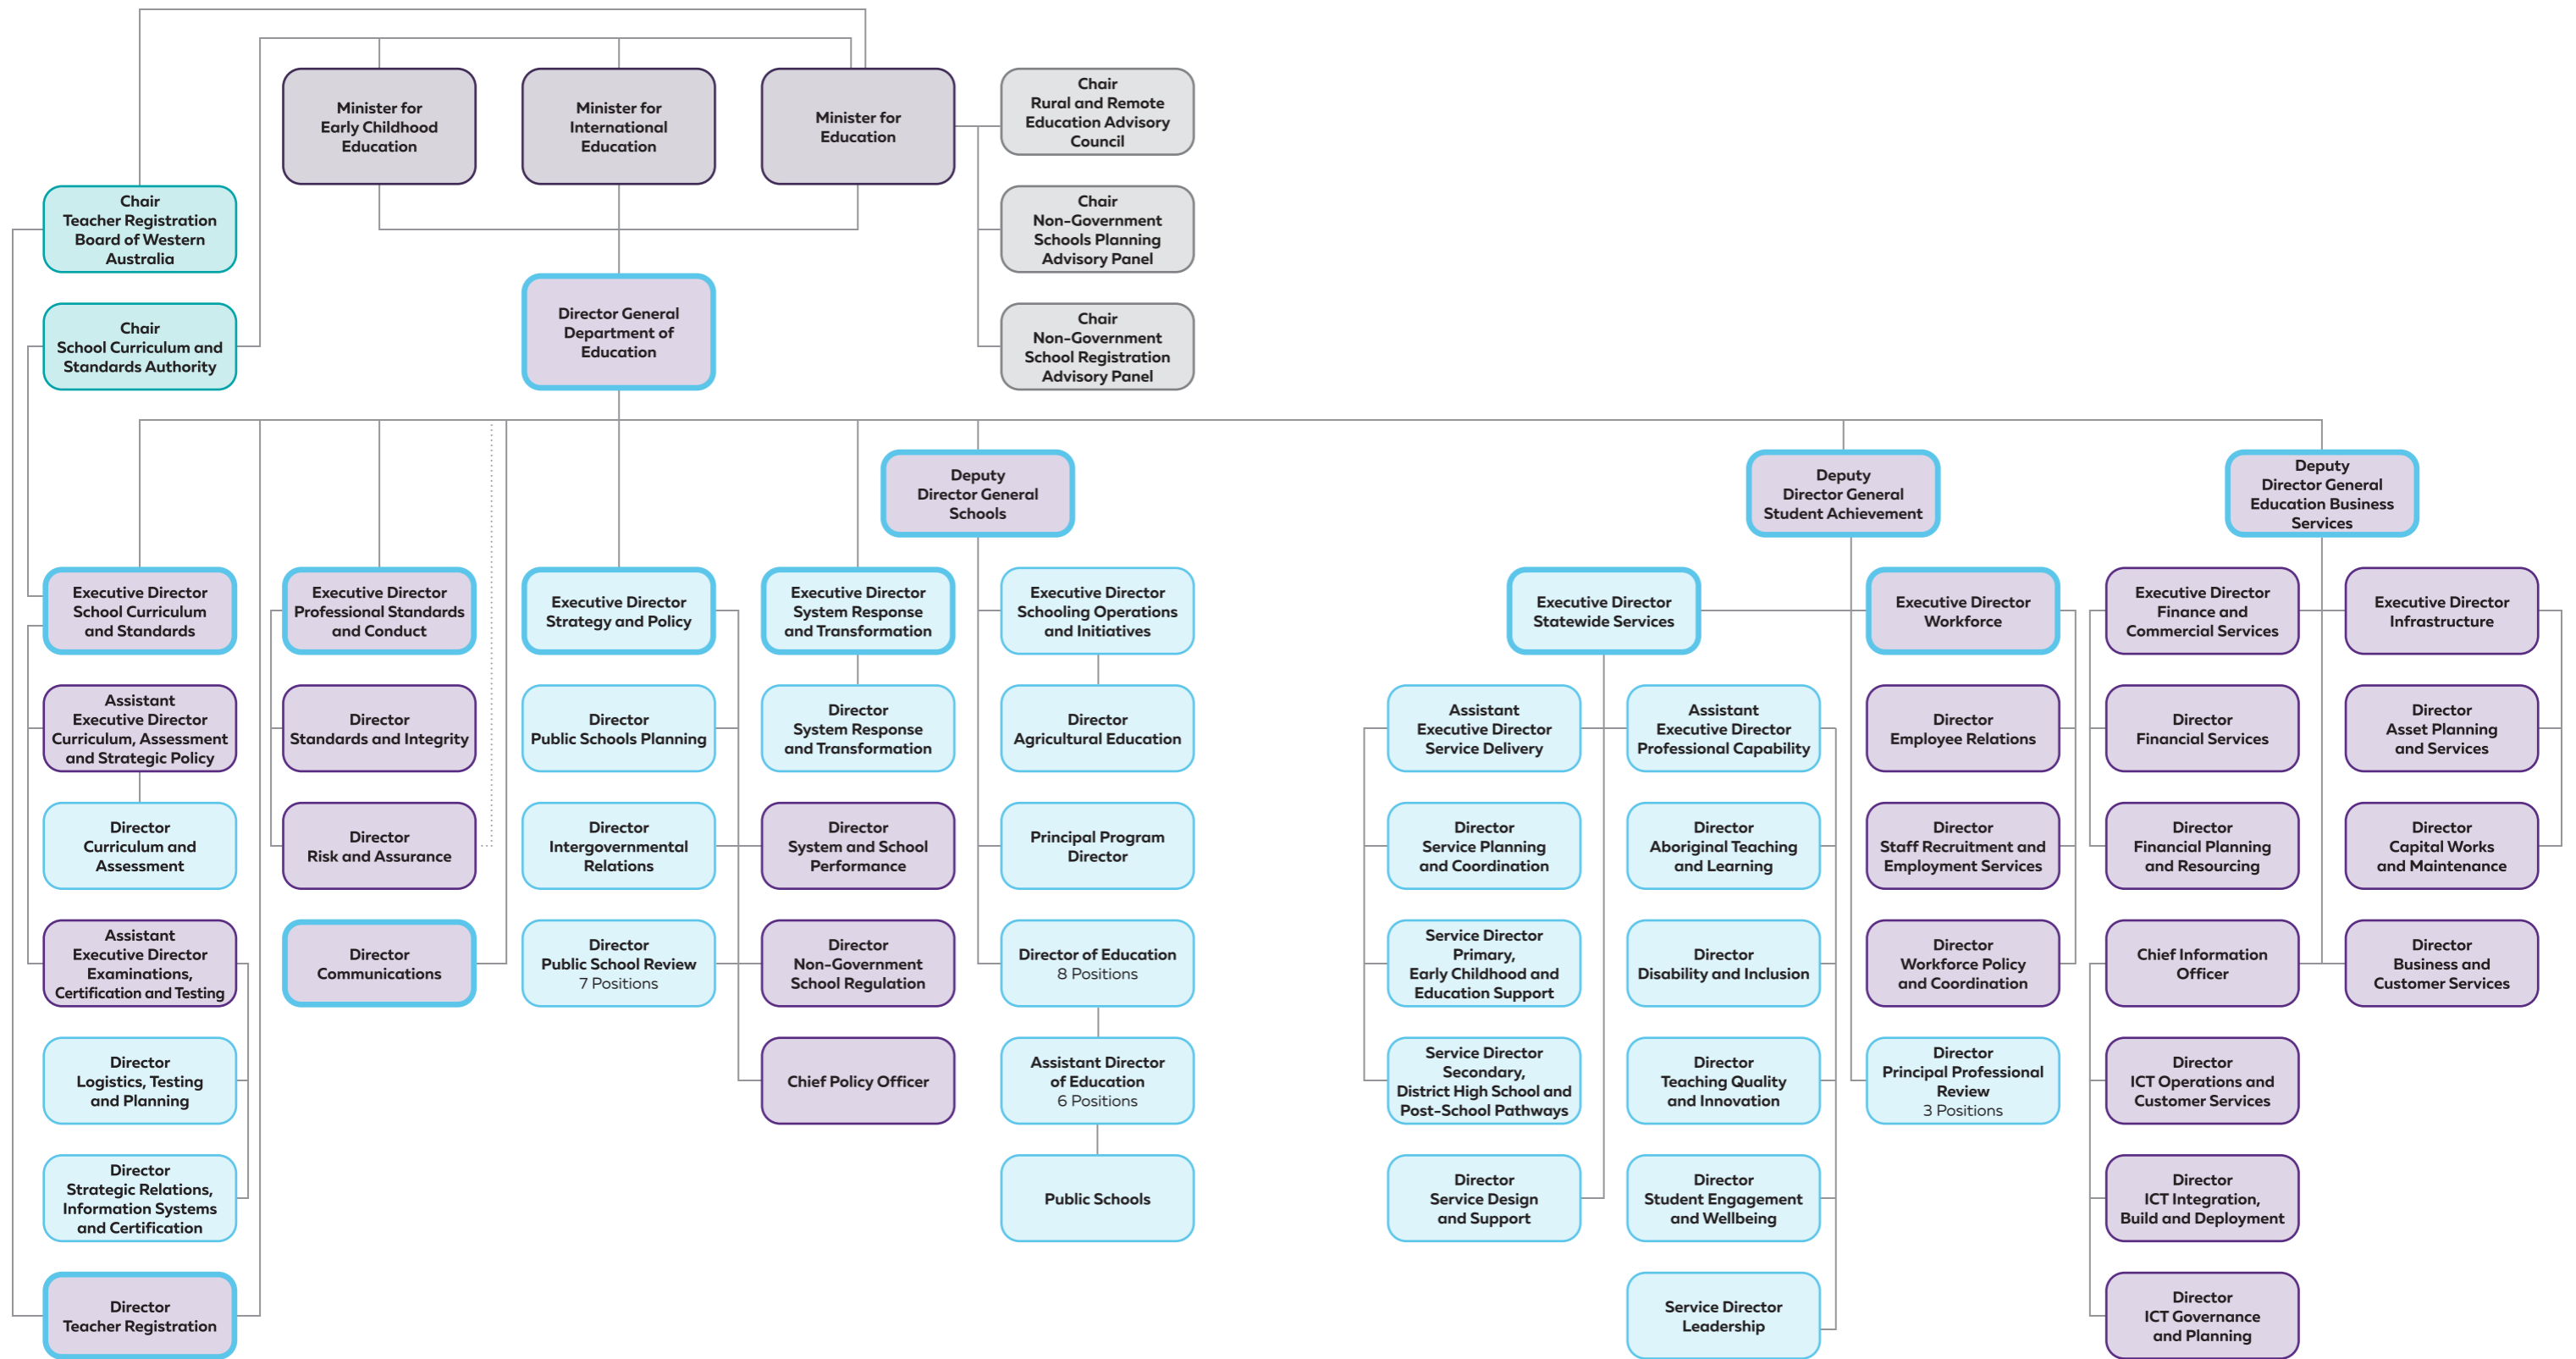 Minister for
Early Childhood
Education
Minister for
International
Education
Minister for
Education
Chair
Rural and Remote
Education Advisory
Council
Chair
Teacher Registration
Board of Western
Australia
Chair
Non-Government
Schools Planning
Advisory Panel
Chair
School Curriculum and
Standards Authority
Director General
Department of
Education
Chair
Non-Government
School Registration
Advisory Panel
Deputy
Director General
Schools
Deputy
Director General
Student Achievement
Deputy
Director General
Education Business
Services
Executive Director
School Curriculum
and Standards
Executive Director
Professional Standards
and Conduct
Executive Director
Strategy and Policy
Executive Director
System Response
and Transformation
Executive Director
Schooling Operations
and Initiatives
Executive Director
Statewide Services
Executive Director
Workforce
Executive Director
Finance and
Commercial Services
Executive Director
Infrastructure
Assistant
Executive Director
Curriculum, Assessment
and Strategic Policy
Director
Standards and Integrity
Director
Public Schools Planning
Director
System Response
and Transformation
Director
Agricultural Education
Assistant
Executive Director
Service Delivery
Assistant
Executive Director
Professional Capability
Director
Employee Relations
Director
Financial Services
Director
Asset Planning
and Services
Director
Curriculum and
Assessment
Director
Risk and Assurance
Director
Intergovernmental
Relations
Director
System and School
Performance
Principal Program
Director
Director
Service Planning
and Coordination
Director
Aboriginal Teaching
and Learning
Director
Staff Recruitment and
Employment Services
Director
Financial Planning
and Resourcing
Director
Capital Works
and Maintenance
Assistant
Executive Director
Examinations,
Certification and Testing
Director
Communications
Director
Public School Review
7 Positions
Director
Non-Government
School Regulation
Director of Education
8 Positions
Service Director
Primary,
Early Childhood and
Education Support
Director
Disability and Inclusion
Director
Workforce Policy
and Coordination
Chief Information
Officer
Director
Business and
Customer Services
Director
Logistics, Testing
and Planning
Chief Policy Officer
Assistant Director
of Education
6 Positions
Service Director
Secondary,
District High School and
Post-School Pathways
Director
Teaching Quality
and Innovation
Director
Principal Professional
Review
3 Positions
Director
ICT Operations and
Customer Services
Director
Strategic Relations,
Information Systems
and Certification
Public Schools
Director
Service Design
and Support
Director
Student Engagement
and Wellbeing
Director
ICT Integration,
Build and Deployment
Director
Teacher Registration
Service Director
Leadership
Director
ICT Governance
and Planning